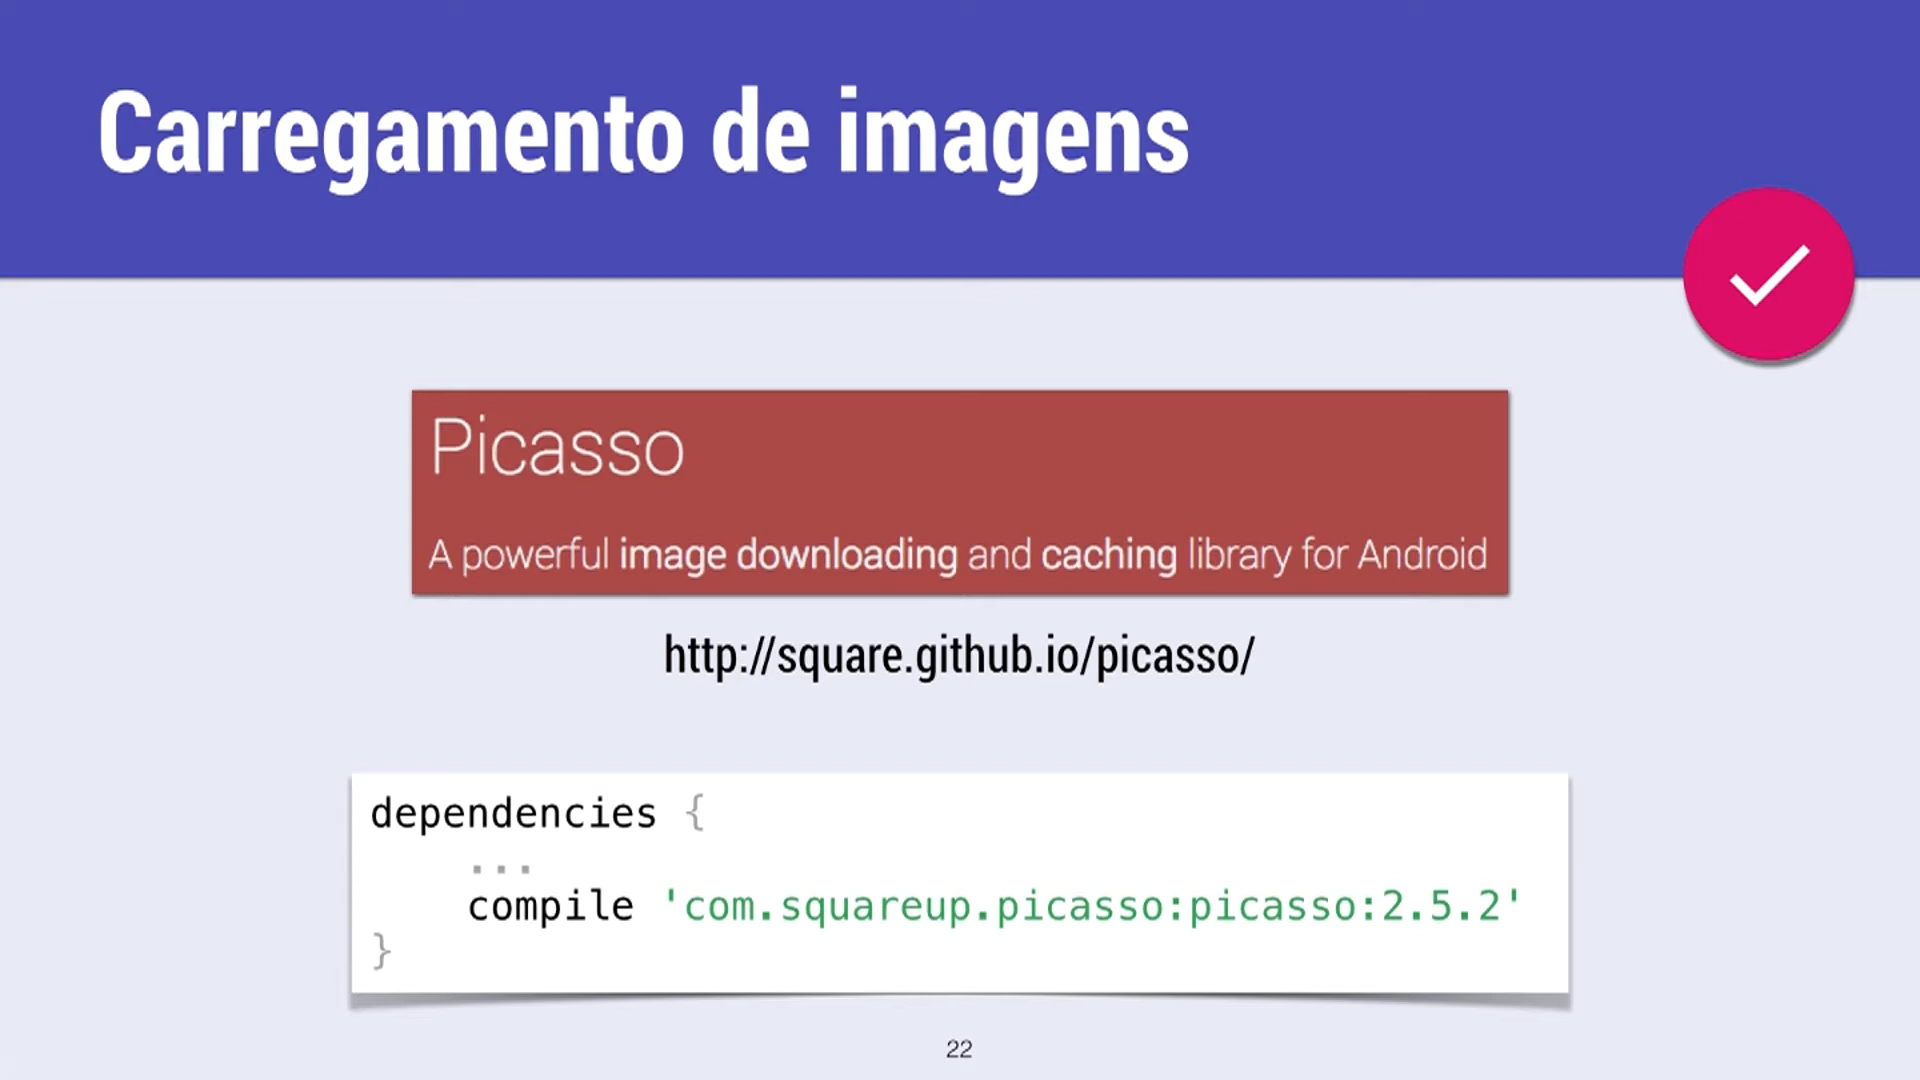 Carregamento de imagens
Picasso
A powerful image downloading and caching library for Android
http://square.github.io/picasso/
dependencies {
...
compile 'com.squareup.picasso:picasso:2.5.2'
}
22